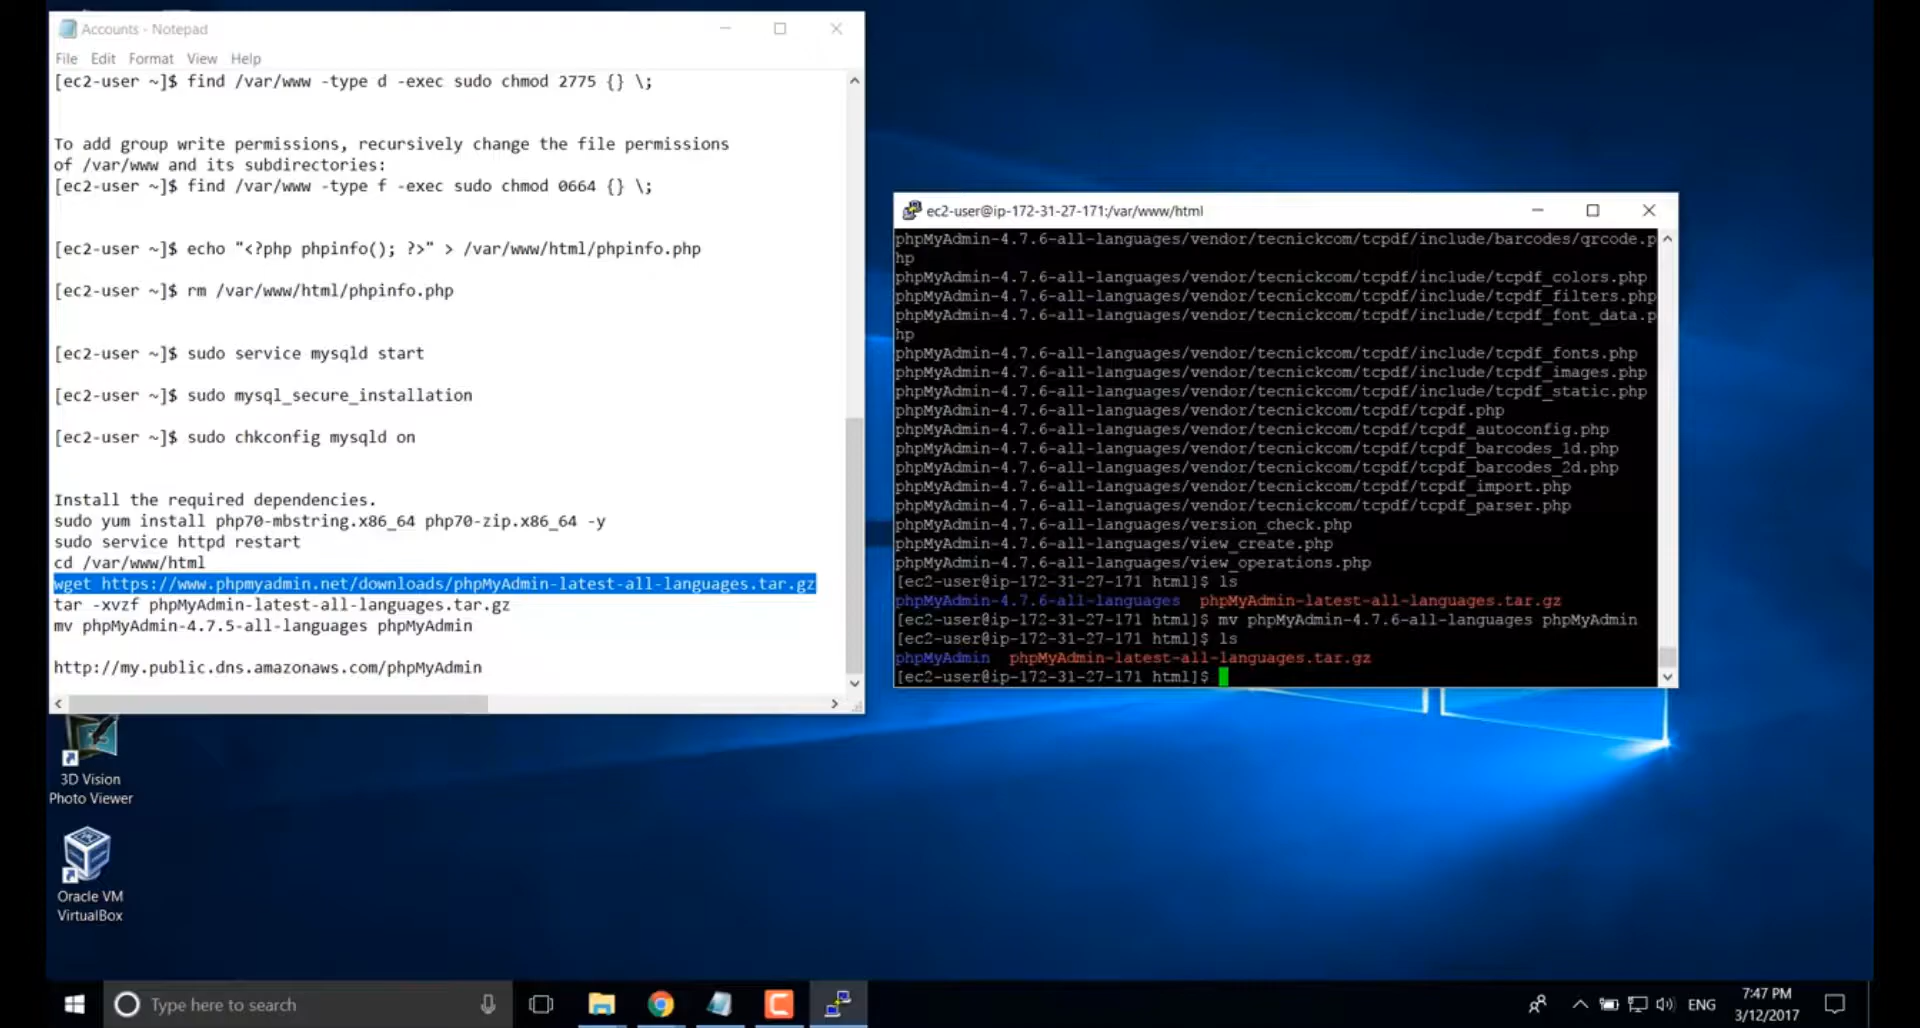 Accounts - Notepad
File Edit Format View Help
[ec2-user ~]$ find /var/www -type d -exec sudo chmod 2775 {} \;
To add group write permissions, recursively change the file permissions
of /var/www and its subdirectories:
[ec2-user ~]$ find /var/www -type f -exec sudo chmod 0664 {} \;
[ec2-user ~]$ echo "<?php phpinfo(); ?>" > /var/www/html/phpinfo.php
[ec2-user ~]$ rm /var/www/html/phpinfo.php
[ec2-user ~]$ sudo service mysqld start
[ec2-user ~]$ sudo mysql_secure_installation
[ec2-user ~]$ sudo chkconfig mysqld on
Install the required dependencies.
sudo yum install php70-mbstring.x86_64 php70-zip.x86_64 -y
sudo service httpd restart
cd /var/www/html
wget https://www.phpmyadmin.net/downloads/phpMyAdmin-latest-all-languages.tar.gz
tar -xvzf phpMyAdmin-latest-all-languages.tar.gz
mv phpMyAdmin-4.7.5-all-languages phpMyAdmin
http://my.public.dns.amazonaws.com/phpMyAdmin
ec2-user@ip-172-31-27-171:/var/www/html
phpMyAdmin-4.7.6-all-languages/vendor/tecnickcom/tcpdf/include/barcodes/qrcode.p
hp
phpMyAdmin-4.7.6-all-languages/vendor/tecnickcom/tcpdf/include/tcpdf_colors.php
phpMyAdmin-4.7.6-all-languages/vendor/tecnickcom/tcpdf/include/tcpdf_filters.php
phpMyAdmin-4.7.6-all-languages/vendor/tecnickcom/tcpdf/include/tcpdf_font_data.p
hp
phpMyAdmin-4.7.6-all-languages/vendor/tecnickcom/tcpdf/include/tcpdf_fonts.php
phpMyAdmin-4.7.6-all-languages/vendor/tecnickcom/tcpdf/include/tcpdf_images.php
phpMyAdmin-4.7.6-all-languages/vendor/tecnickcom/tcpdf/include/tcpdf_static.php
phpMyAdmin-4.7.6-all-languages/vendor/tecnickcom/tcpdf/tcpdf.php
phpMyAdmin-4.7.6-all-languages/vendor/tecnickcom/tcpdf/tcpdf_autoconfig.php
phpMyAdmin-4.7.6-all-languages/vendor/tecnickcom/tcpdf/tcpdf_barcodes_1d.php
phpMyAdmin-4.7.6-all-languages/vendor/tecnickcom/tcpdf/tcpdf_barcodes_2d.php
phpMyAdmin-4.7.6-all-languages/vendor/tecnickcom/tcpdf/tcpdf_import.php
phpMyAdmin-4.7.6-all-languages/vendor/tecnickcom/tcpdf/tcpdf_parser.php
phpMyAdmin-4.7.6-all-languages/version_check.php
phpMyAdmin-4.7.6-all-languages/view_create.php
phpMyAdmin-4.7.6-all-languages/view_operations.php
[ec2-user@ip-172-31-27-171 html]$ ls
phpMyAdmin-4.7.6-all-languages phpMyAdmin-latest-all-languages.tar.gz
[ec2-user@ip-172-31-27-171 html]$ mv phpMyAdmin-4.7.6-all-languages phpMyAdmin
[ec2-user@ip-172-31-27-171 html]$ ls
phpMyAdmin phpMyAdmin-latest-all-languages.tar.gz
[ec2-user@ip-172-31-27-171 html]$
3D Vision
Photo Viewer
Oracle VM
VirtualBox
Type here to search
ENG
7:47 PM
3/12/2017